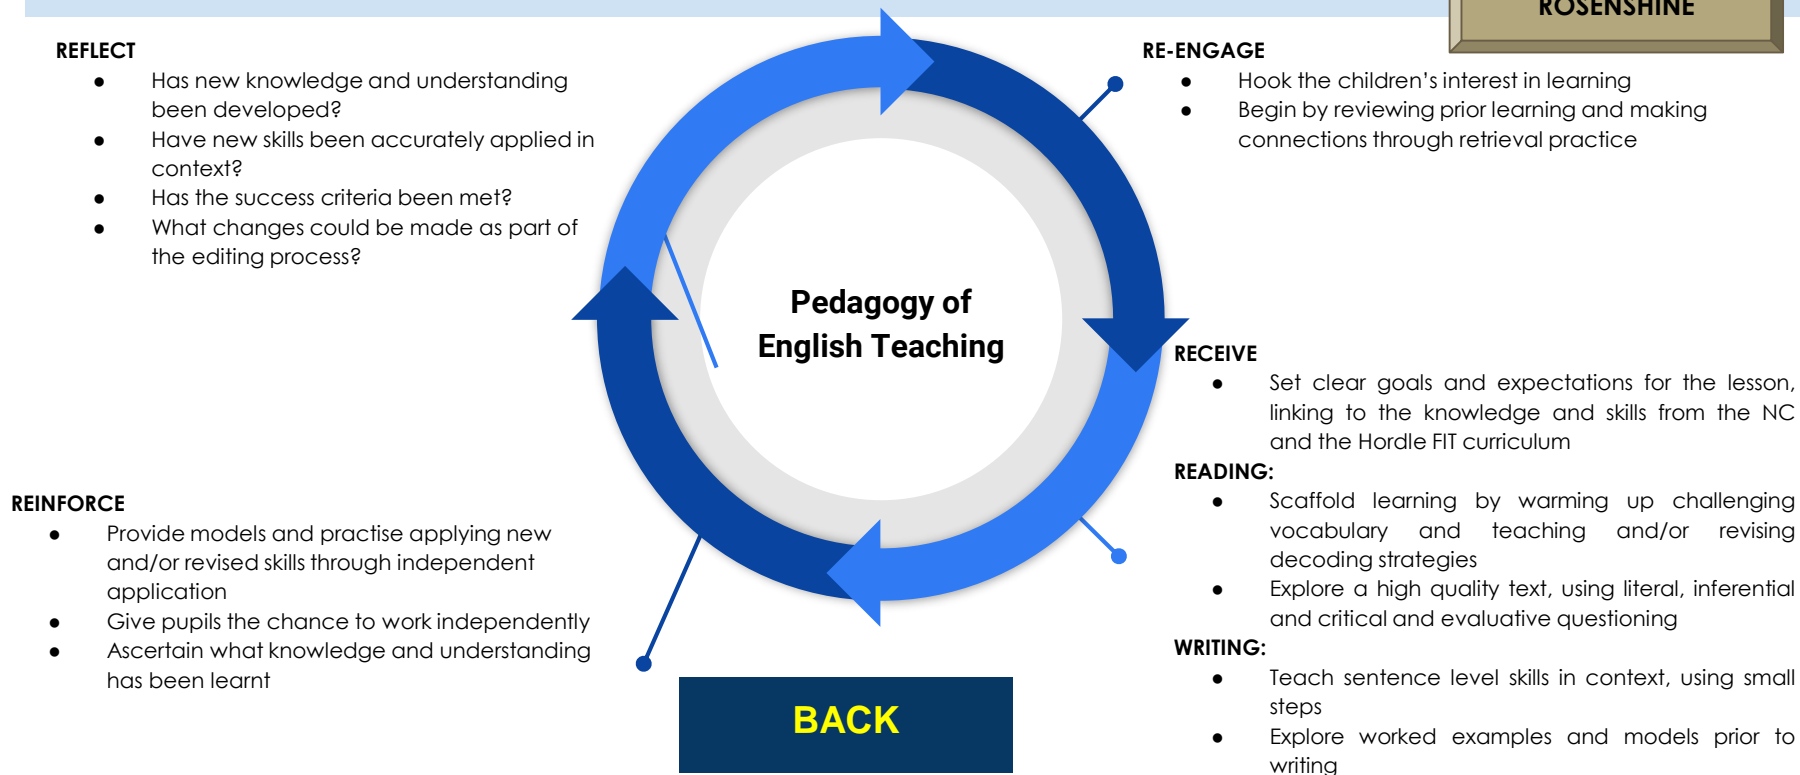 ROSENSHINE
REFLECT
● Has new knowledge and understanding
been developed?
● Have new skills been accurately applied in
context?
● Has the success criteria been met?
● What changes could be made as part of
the editing process?
RE-ENGAGE
● Hook the children's interest in learning
● Begin by reviewing prior learning and making
connections through retrieval practice
Pedagogy of
English Teaching
RECEIVE
● Set clear goals and expectations for the lesson,
linking to the knowledge and skills from the NC
and the Hordle FIT curriculum
READING:
● Scaffold learning by warming up challenging
vocabulary and teaching and/or revising
decoding strategies
● Explore a high quality text, using literal, inferential
and critical and evaluative questioning
WRITING:
● Teach sentence level skills in context, using small
steps
● Explore worked examples and models prior to
writing
REINFORCE
● Provide models and practise applying new
and/or revised skills through independent
application
● Give pupils the chance to work independently
● Ascertain what knowledge and understanding
has been learnt
BACK